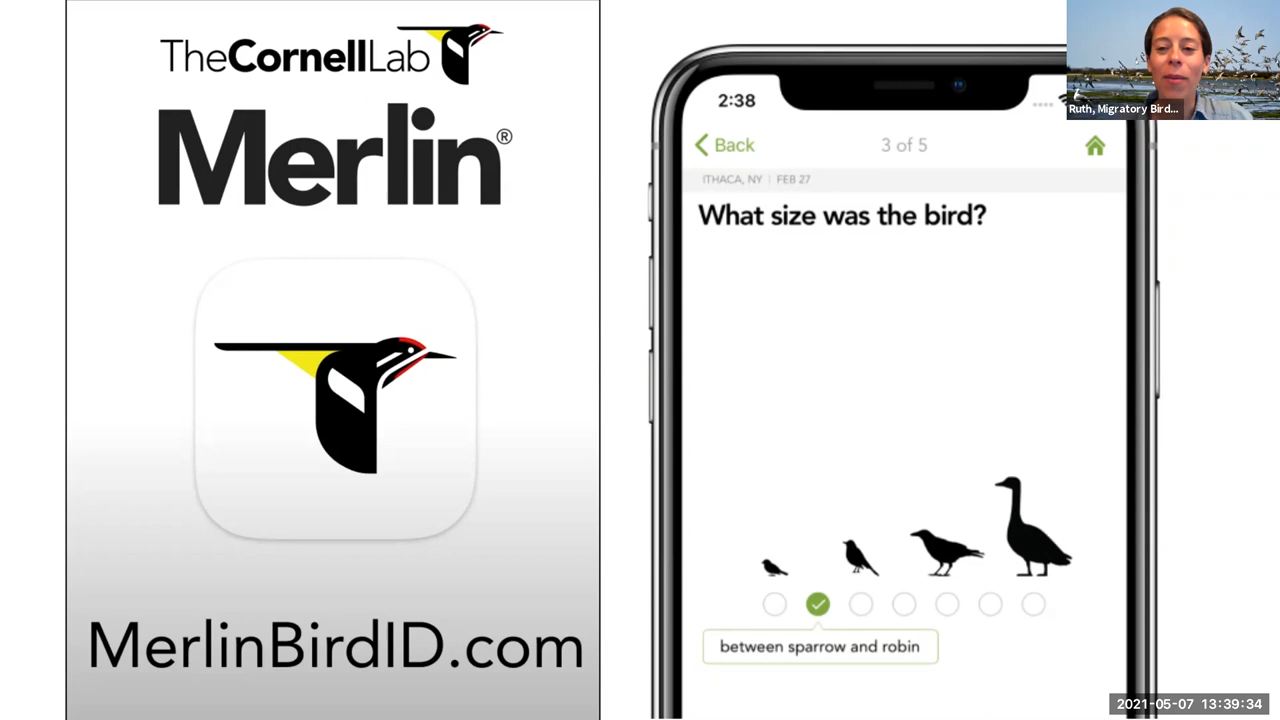 TheCornellLab
Merlin®
MerlinBirdID.com
2:38
Back
3 of 5
ITHACA, NY | FEB 27
What size was the bird?
between sparrow and robin
Ruth, Migratory Bird...
2021-05-07 13:39:34